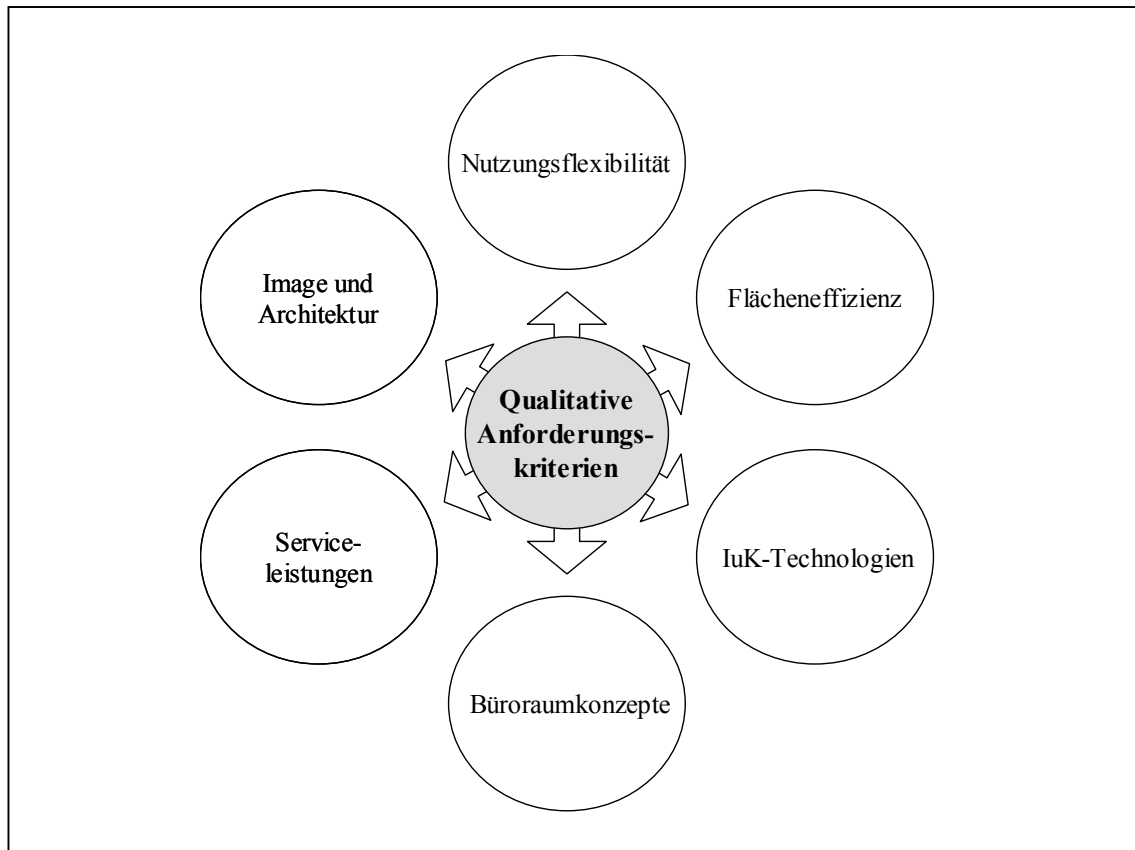 Nutzungsflexibilität
Image und
Architektur
Flächeneffizienz
Qualitative
Anforderungs-
kriterien
Service-
leistungen
IuK-Technologien
Büroraumkonzepte